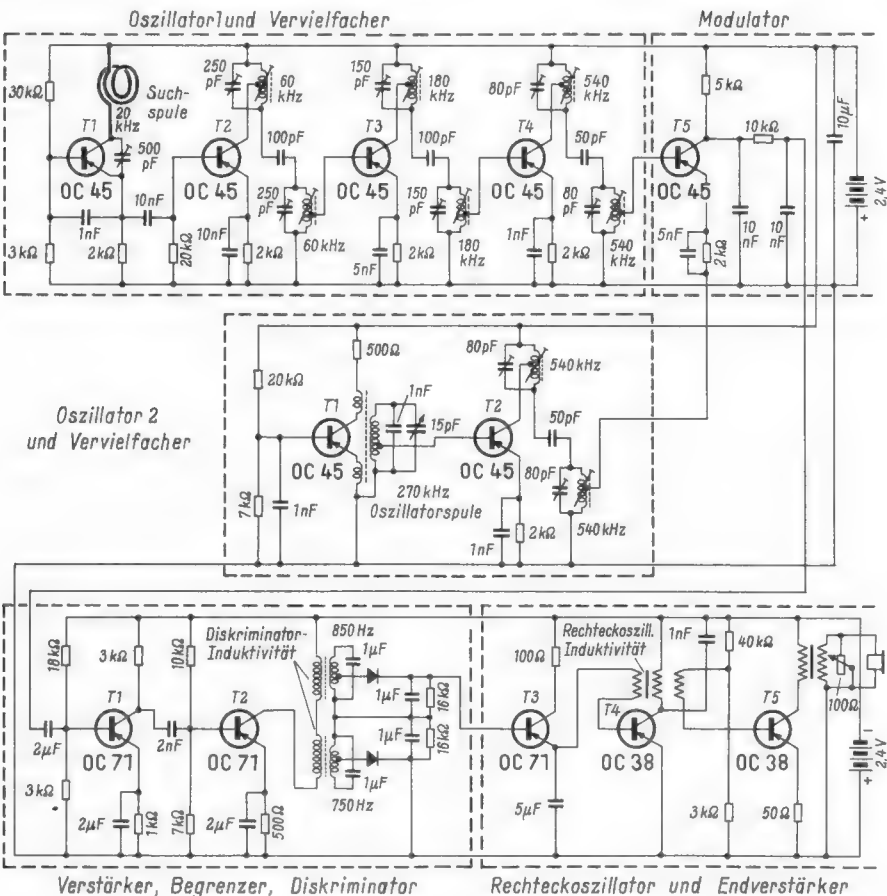 Oszillator 1 und Vervielfacher
Modulator
30kΩ
20 kHz
Suchspule
500 pF
T1
OC 45
1nF
10nF
3kΩ
2kΩ
20kΩ
250 pF
60 kHz
T2
OC 45
100pF
250 pF
60kHz
10nF
2kΩ
150 pF
180 kHz
T3
OC 45
100pF
150 pF
180 kHz
5nF
2kΩ
80pF
540 kHz
T4
OC 45
50pF
80 pF
540 kHz
1nF
2kΩ
5kΩ
T5
OC 45
10kΩ
10µF
2,4V
+
5nF
2kΩ
10 nF
10 nF
Oszillator 2
und Vervielfacher
20kΩ
500Ω
T1
OC 45
1nF
15pF
7kΩ
1nF
270 kHz
Oszillatorspule
80pF
540kHz
T2
OC 45
50pF
80pF
540kHz
1nF
2kΩ
18kΩ
3kΩ
10kΩ
Diskriminator-
Induktivität
850Hz
1µF
T1
OC 71
2µF
2nF
T2
OC 71
1µF
16kΩ
1µF
16kΩ
1µF
750Hz
3kΩ
2µF
1kΩ
7kΩ
2µF
500Ω
100Ω
Rechteckoszill.
Induktivität
1nF
40kΩ
T3
OC 71
T4
OC 38
T5
OC 38
100Ω
5µF
3kΩ
50Ω
2,4V
+
–
Verstärker, Begrenzer, Diskriminator
Rechteckoszillator und Endverstärker